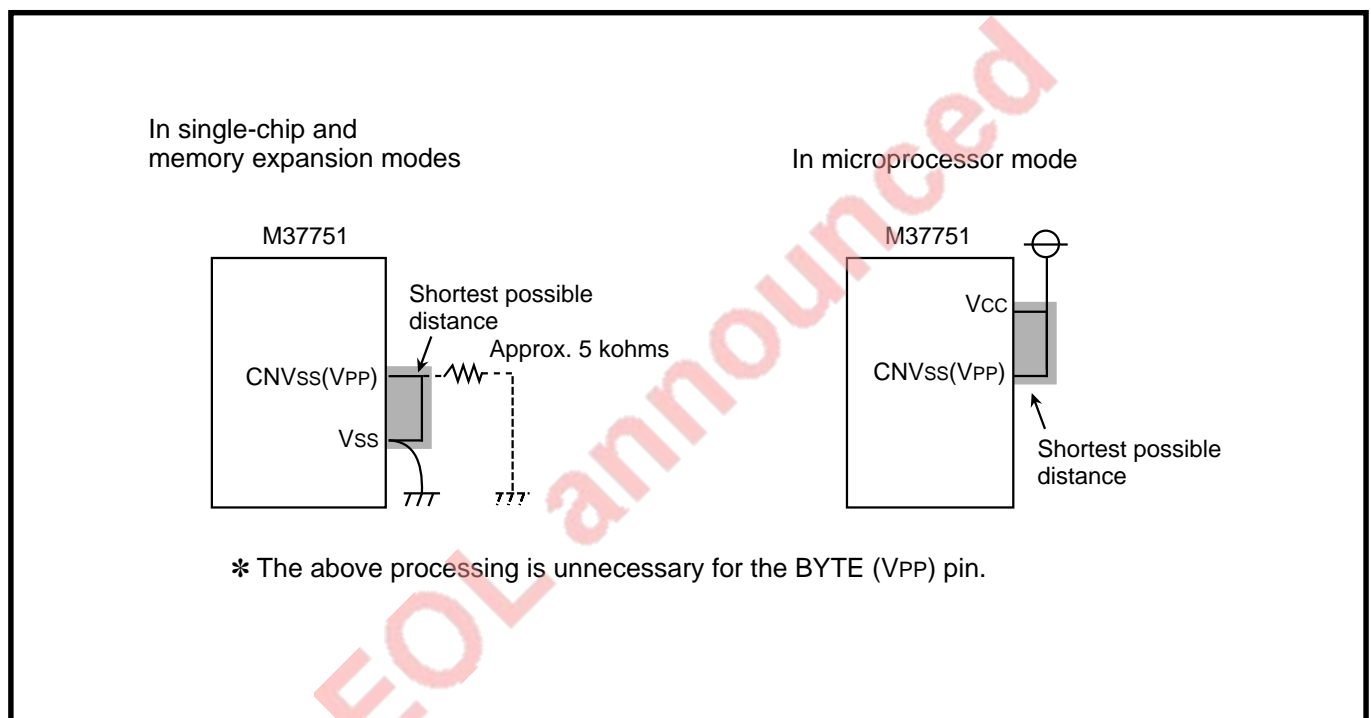 In single-chip and
memory expansion modes
M37751
Shortest possible
distance
Approx. 5 kohms
CNVss(VPP)
Vss
In microprocessor mode
M37751
Vcc
CNVss(VPP)
Shortest possible
distance
✻ The above processing is unnecessary for the BYTE (VPP) pin.
EOL announced